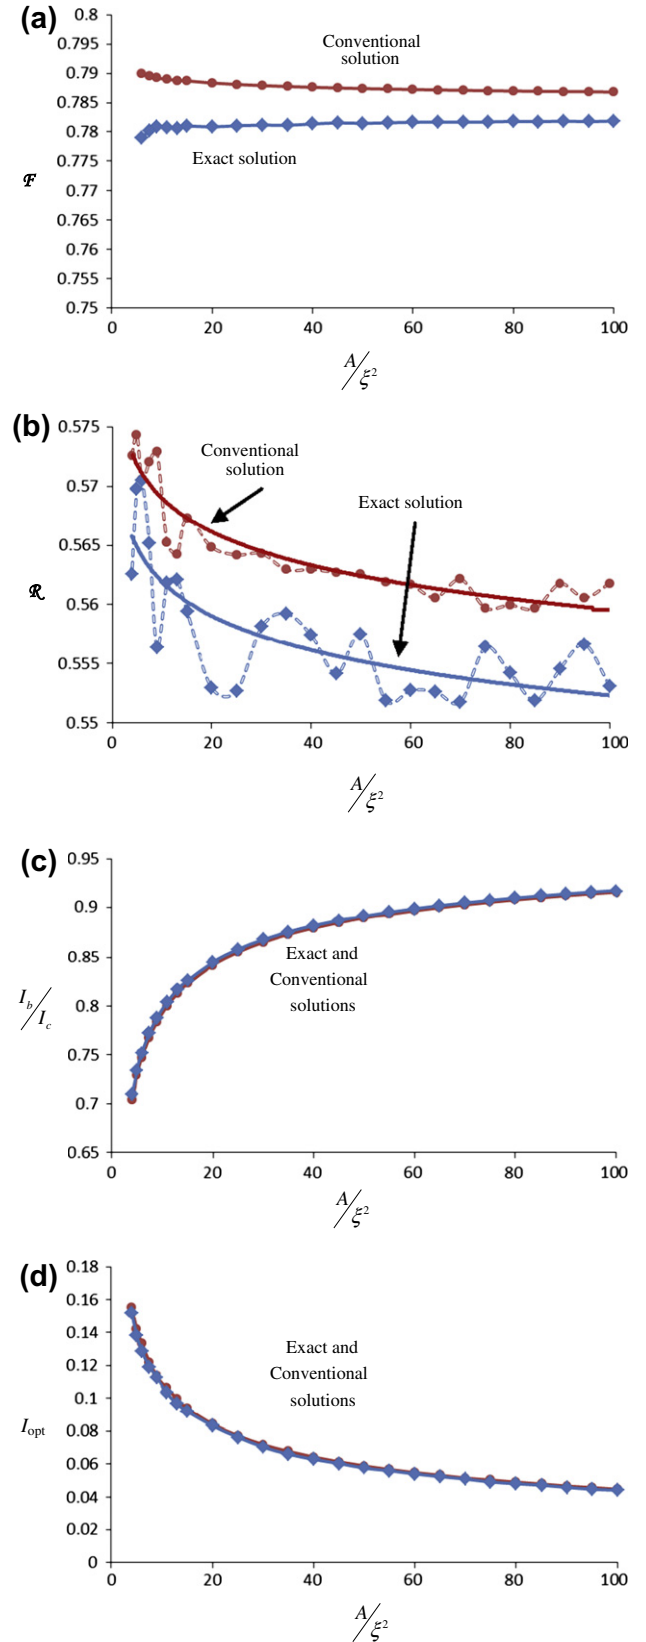 (a)
0.8
0.795
0.79
0.785
0.78
0.775
0.77
0.765
0.76
0.755
0.75
Conventional
solution
Exact solution
ℱ
0 20 40 60 80 100
A/ξ²
(b)
0.575
0.57
0.565
0.56
0.555
0.55
Conventional
solution
Exact solution
ℛ
0 20 40 60 80 100
A/ξ²
(c)
0.95
0.9
0.85
0.8
0.75
0.7
0.65
Exact and
Conventional
solutions
I_b/I_c
0 20 40 60 80 100
A/ξ²
(d)
0.18
0.16
0.14
0.12
0.1
0.08
0.06
0.04
0.02
0
Exact and
Conventional
solutions
I_opt
0 20 40 60 80 100
A/ξ²